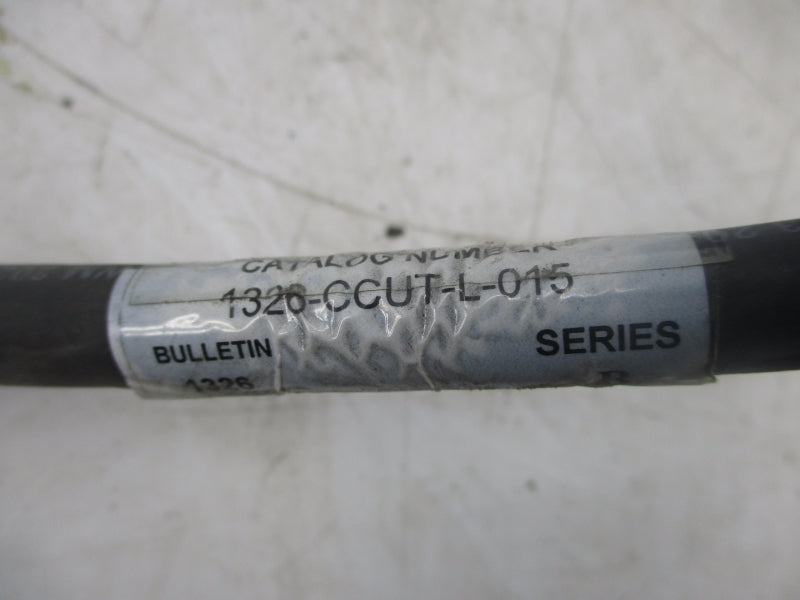 CATALOG NUMBER
1326-CCUT-L-015
BULLETIN SERIES
1326 B